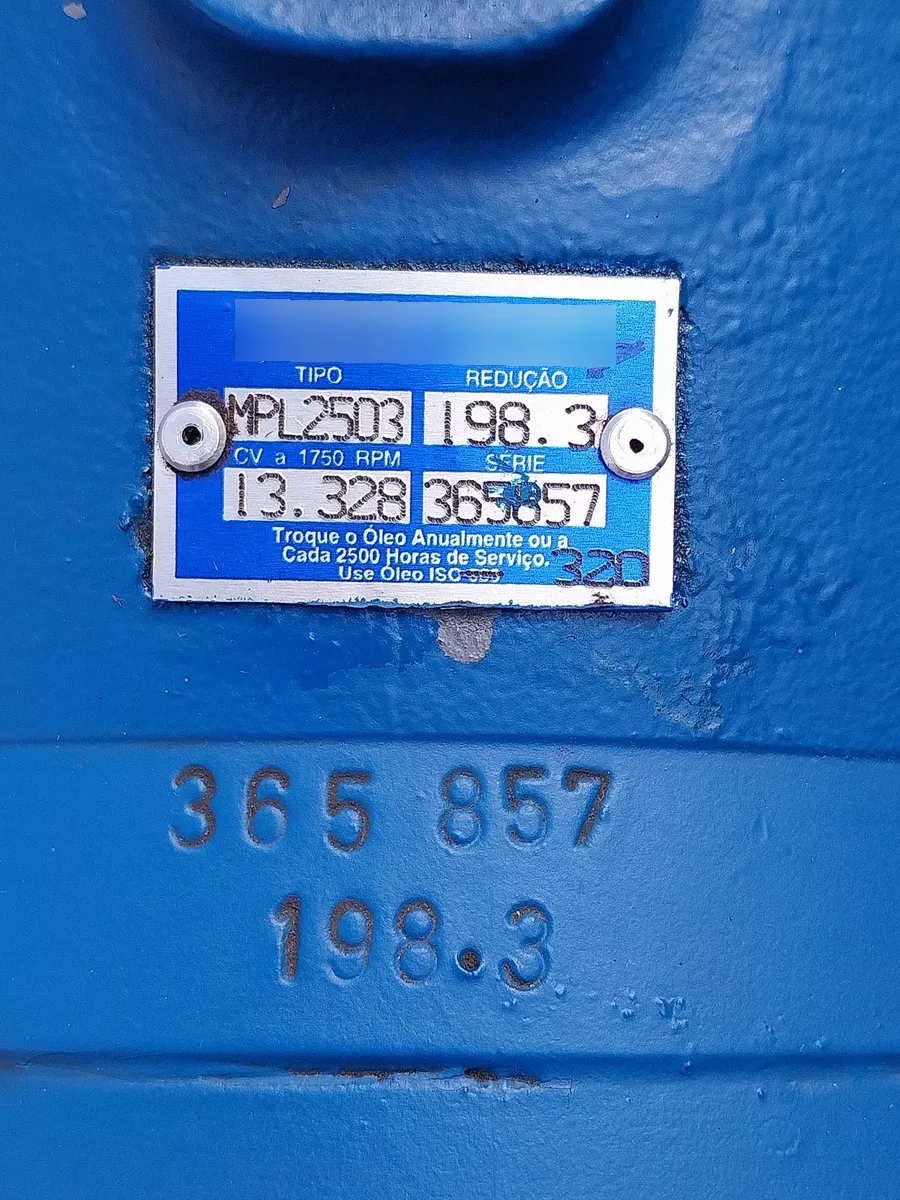 TIPO REDUÇÃO
MPL2503 198.3
CV a 1750 RPM SÉRIE
13.328 365857
Troque o Óleo Anualmente ou a
Cada 2500 Horas de Serviço.
Use Óleo ISO 320
365 857
198.3